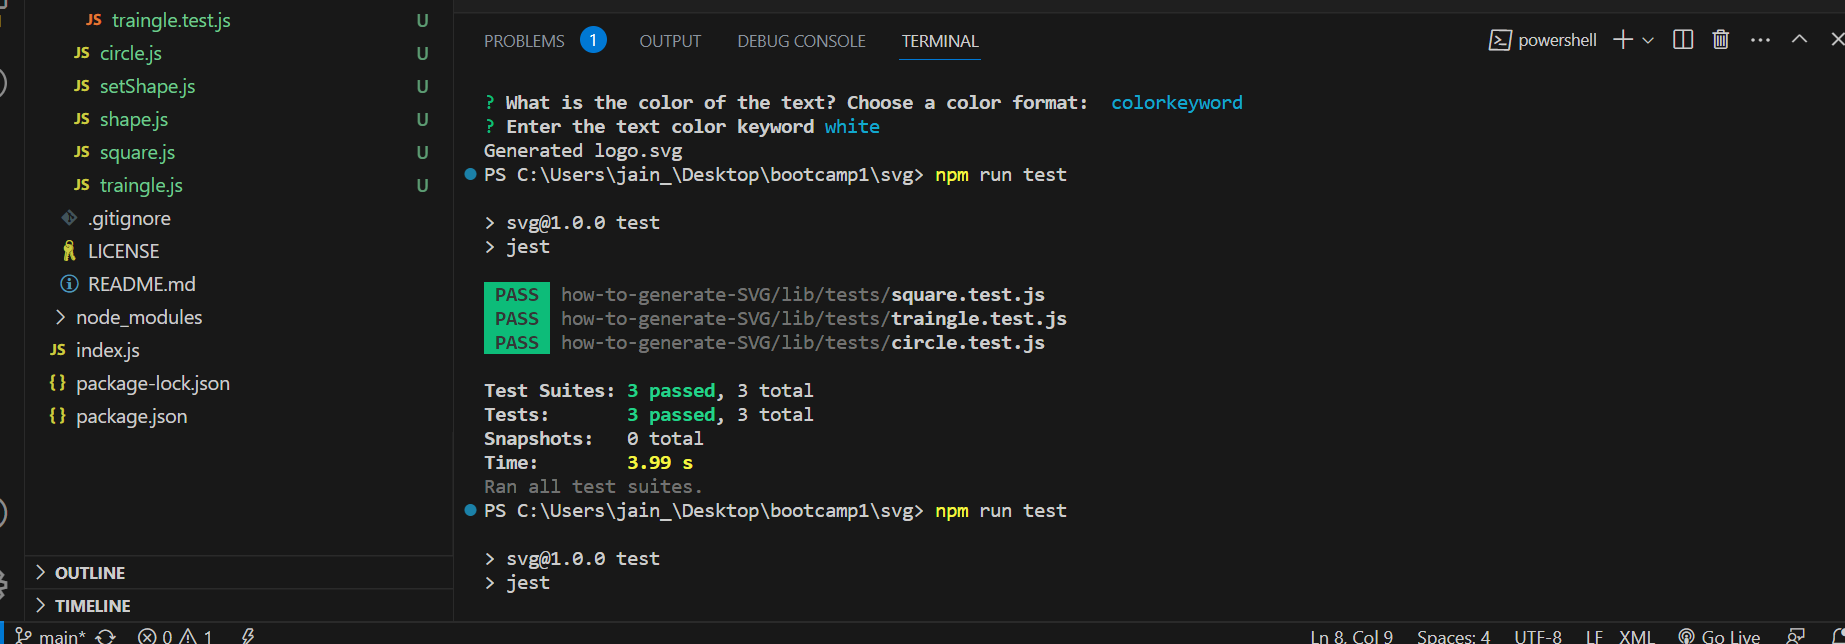 JS traingle.test.js U
JS circle.js U
JS setShape.js U
JS shape.js U
JS square.js U
JS traingle.js U
.gitignore
LICENSE
README.md
> node_modules
JS index.js
{} package-lock.json
{} package.json
> OUTLINE
> TIMELINE
PROBLEMS 1 OUTPUT DEBUG CONSOLE TERMINAL
powershell
? What is the color of the text? Choose a color format: colorkeyword
? Enter the text color keyword white
Generated logo.svg
PS C:\Users\jain_\Desktop\bootcamp1\svg> npm run test
> svg@1.0.0 test
> jest
PASS how-to-generate-SVG/lib/tests/square.test.js
PASS how-to-generate-SVG/lib/tests/traingle.test.js
PASS how-to-generate-SVG/lib/tests/circle.test.js
Test Suites: 3 passed, 3 total
Tests: 3 passed, 3 total
Snapshots: 0 total
Time: 3.99 s
Ran all test suites.
PS C:\Users\jain_\Desktop\bootcamp1\svg> npm run test
> svg@1.0.0 test
> jest
main* 0 1 Ln 8, Col 9 Spaces: 4 UTF-8 LF XML Go Live